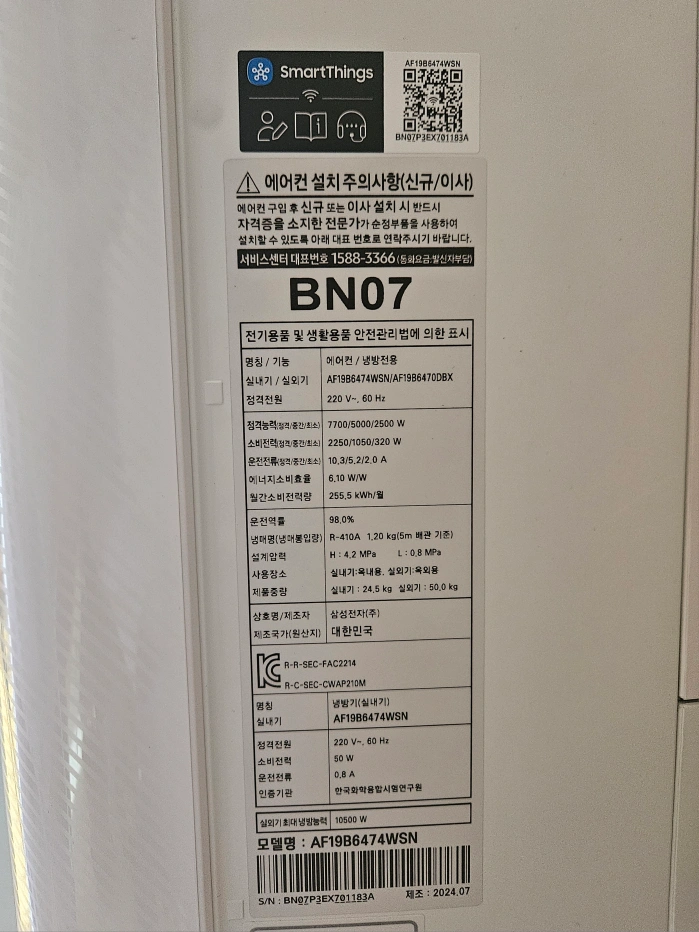 SmartThings
AF19B6474WSN
BN07P3EX701183A
에어컨 설치 주의사항(신규/이사)
에어컨 구입 후 신규 또는 이사 설치 시 반드시
자격증을 소지한 전문가가 순정부품을 사용하여
설치할 수 있도록 아래 대표 번호로 연락주시기 바랍니다.
서비스센터 대표번호 1588-3366 (통화요금:발신자부담)
BN07
전기용품 및 생활용품 안전관리법에 의한 표시
명칭 / 기능 에어컨 / 냉방전용
실내기 / 실외기 AF19B6474WSN/AF19B6470DBX
정격전원 220 V~, 60 Hz
정격능력(정격/중간/최소) 7700/5000/2500 W
소비전력(정격/중간/최소) 2250/1050/320 W
운전전류(정격/중간/최소) 10,3/5,2/2,0 A
에너지소비효율 6,10 W/W
월간소비전력량 255,5 kWh/월
운전역률 98,0%
냉매명(냉매봉입량) R-410A 1,20 kg(5m 배관 기준)
설계압력 H : 4,2 MPa L : 0,8 MPa
사용장소 실내기:옥내용, 실외기:옥외용
제품중량 실내기 : 24,5 kg 실외기 : 50,0 kg
상호명/제조자 삼성전자(주)
제조국가(원산지) 대한민국
R-R-SEC-FAC2214
R-C-SEC-CWAP210M
명칭 냉방기(실내기)
실내기 AF19B6474WSN
정격전원 220 V~, 60 Hz
소비전력 50 W
운전전류 0,8 A
인증기관 한국화학융합시험연구원
실외기 최대 냉방능력 10500 W
모델명 : AF19B6474WSN
S/N : BN07P3EX701183A 제조 : 2024.07